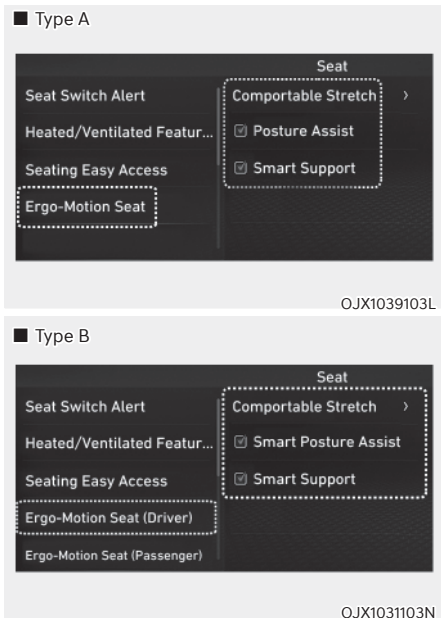 ■ Type A
Seat
Seat Switch Alert
Comportable Stretch >
Heated/Ventilated Featur...
Posture Assist
Seating Easy Access
Smart Support
Ergo-Motion Seat
OJX1039103L
■ Type B
Seat
Seat Switch Alert
Comportable Stretch >
Heated/Ventilated Featur...
Smart Posture Assist
Seating Easy Access
Smart Support
Ergo-Motion Seat (Driver)
Ergo-Motion Seat (Passenger)
OJX1031103N